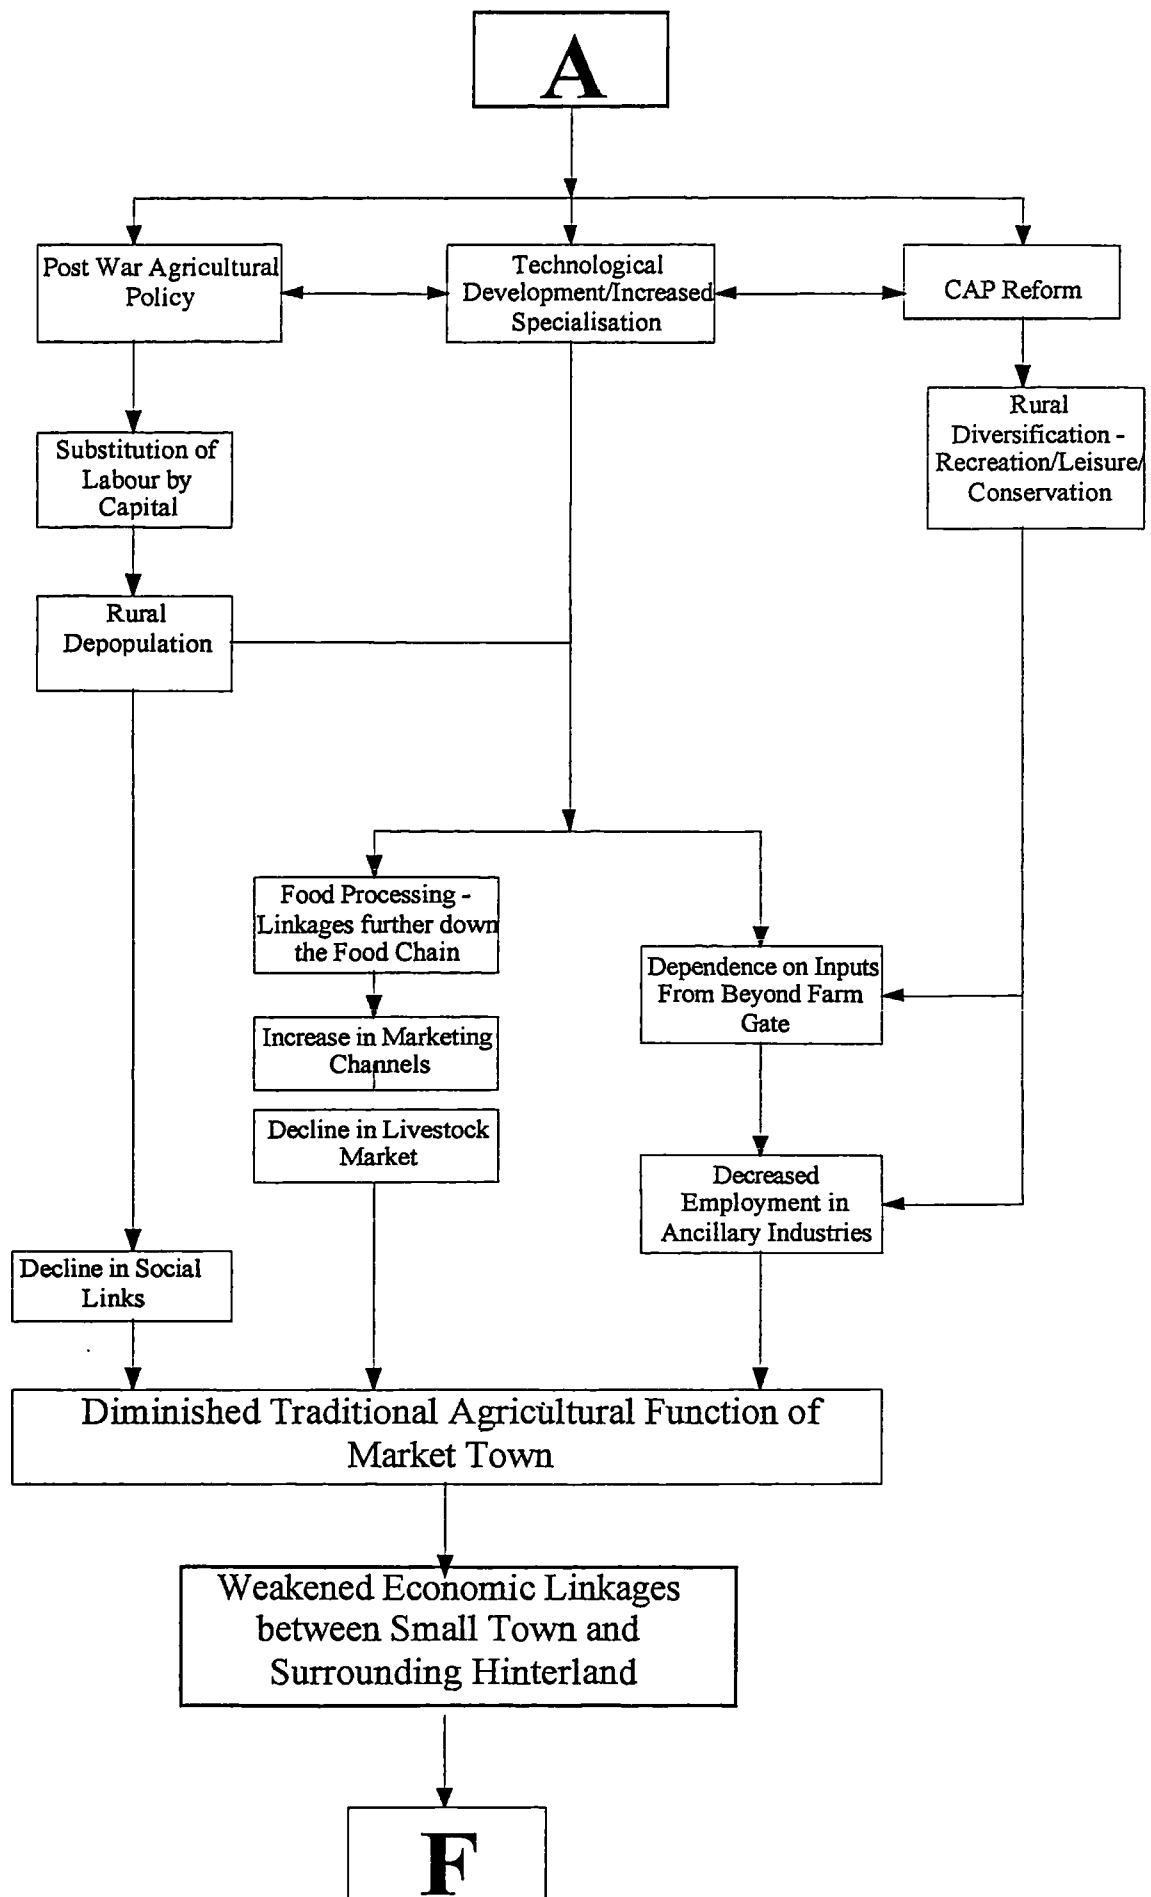 A
Post War Agricultural
Policy
Technological
Development/Increased
Specialisation
CAP Reform
Substitution of
Labour by
Capital
Rural
Diversification -
Recreation/Leisure/
Conservation
Rural
Depopulation
Food Processing -
Linkages further down
the Food Chain
Dependence on Inputs
From Beyond Farm
Gate
Increase in Marketing
Channels
Decline in Livestock
Market
Decreased
Employment in
Ancillary Industries
Decline in Social
Links
Diminished Traditional Agricultural Function of
Market Town
Weakened Economic Linkages
between Small Town and
Surrounding Hinterland
F